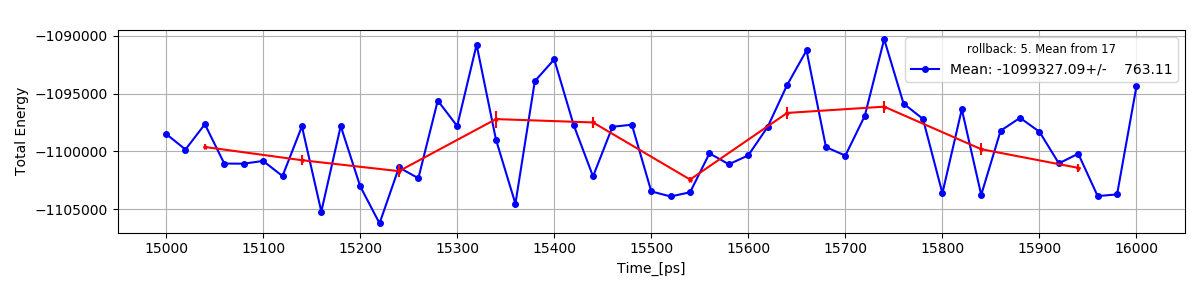 −1090000
−1095000
−1100000
−1105000
Total Energy
rollback: 5. Mean from 17
Mean: -1099327.09+/-    763.11
15000 15100 15200 15300 15400 15500 15600 15700 15800 15900 16000
Time_[ps]